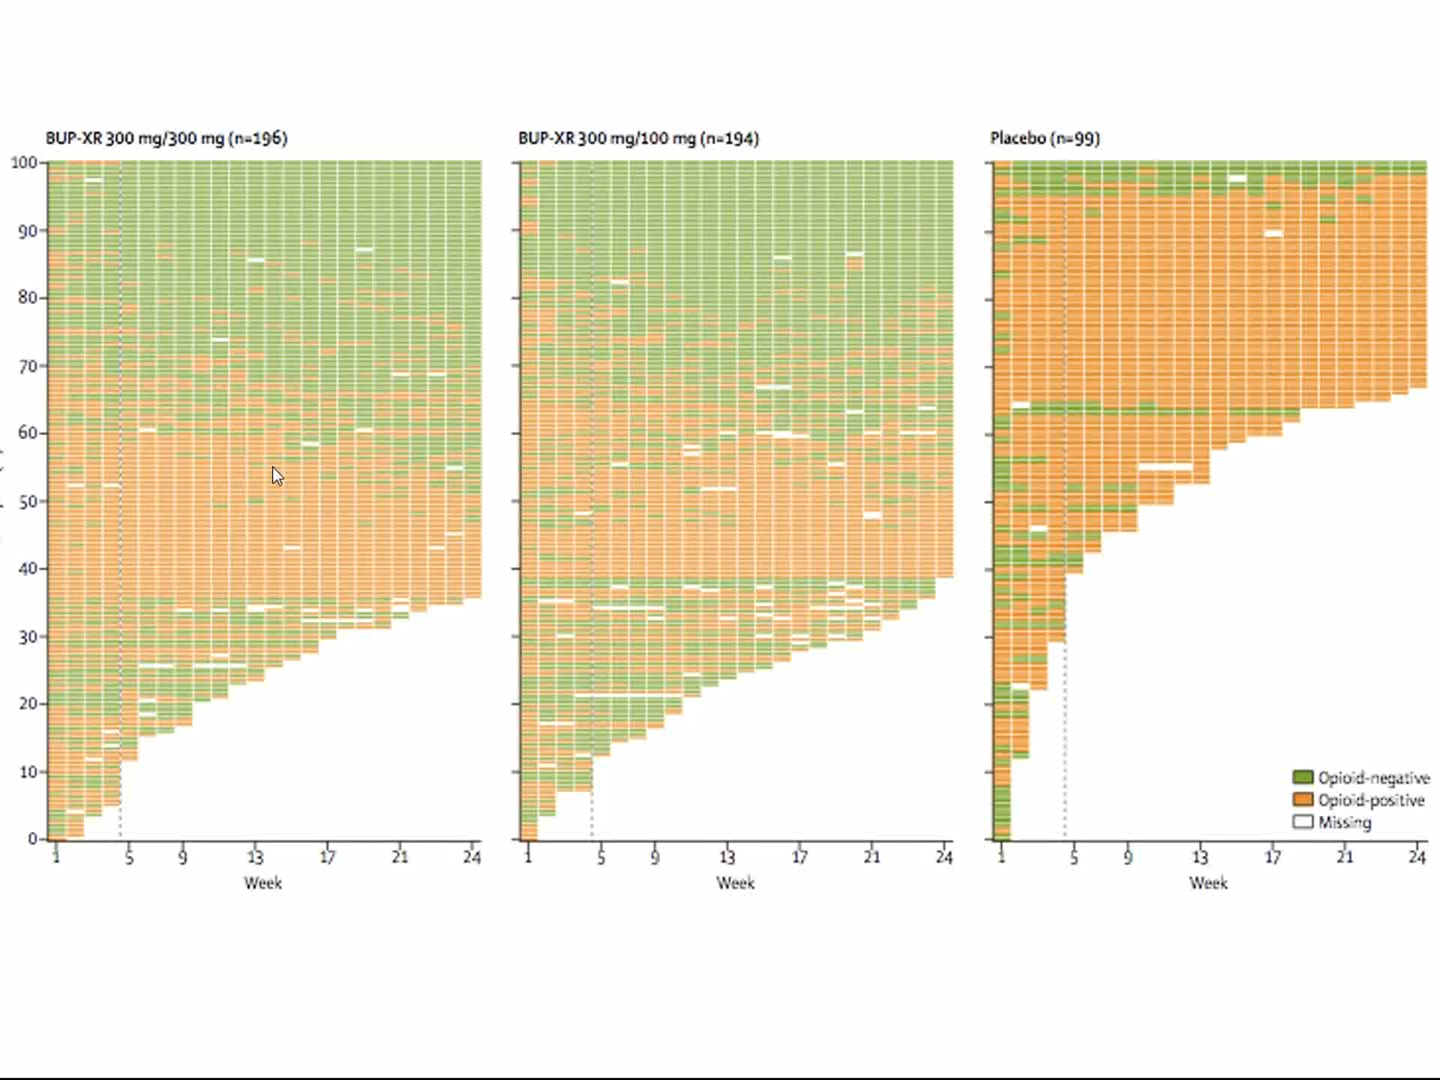 BUP-XR 300 mg/300 mg (n=196)
BUP-XR 300 mg/100 mg (n=194)
Placebo (n=99)
100
90
80
70
60
50
40
30
20
10
0
1 5 9 13 17 21 24
1 5 9 13 17 21 24
1 5 9 13 17 21 24
Week
Week
Week
Opioid-negative
Opioid-positive
Missing